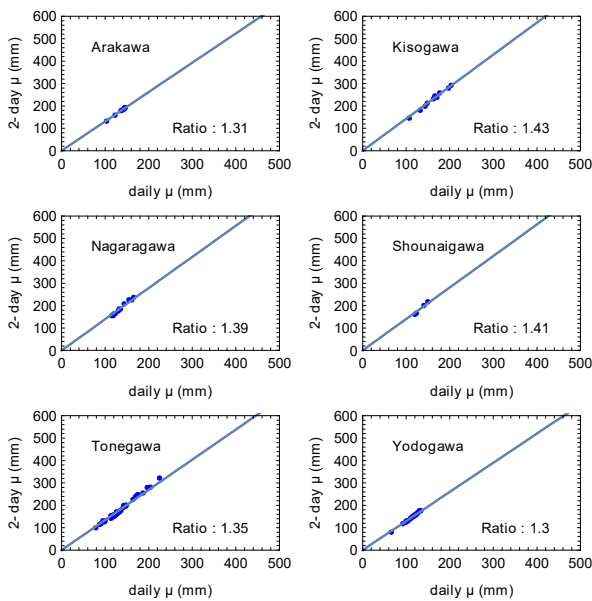 600
500
400
300
200
100
0
2-day μ (mm)
Arakawa
Ratio : 1.31
0 100 200 300 400 500
daily μ (mm)
600
500
400
300
200
100
0
2-day μ (mm)
Kisogawa
Ratio : 1.43
0 100 200 300 400 500
daily μ (mm)
600
500
400
300
200
100
0
2-day μ (mm)
Nagaragawa
Ratio : 1.39
0 100 200 300 400 500
daily μ (mm)
600
500
400
300
200
100
0
2-day μ (mm)
Shounaigawa
Ratio : 1.41
0 100 200 300 400 500
daily μ (mm)
600
500
400
300
200
100
0
2-day μ (mm)
Tonegawa
Ratio : 1.35
0 100 200 300 400 500
daily μ (mm)
600
500
400
300
200
100
0
2-day μ (mm)
Yodogawa
Ratio : 1.3
0 100 200 300 400 500
daily μ (mm)